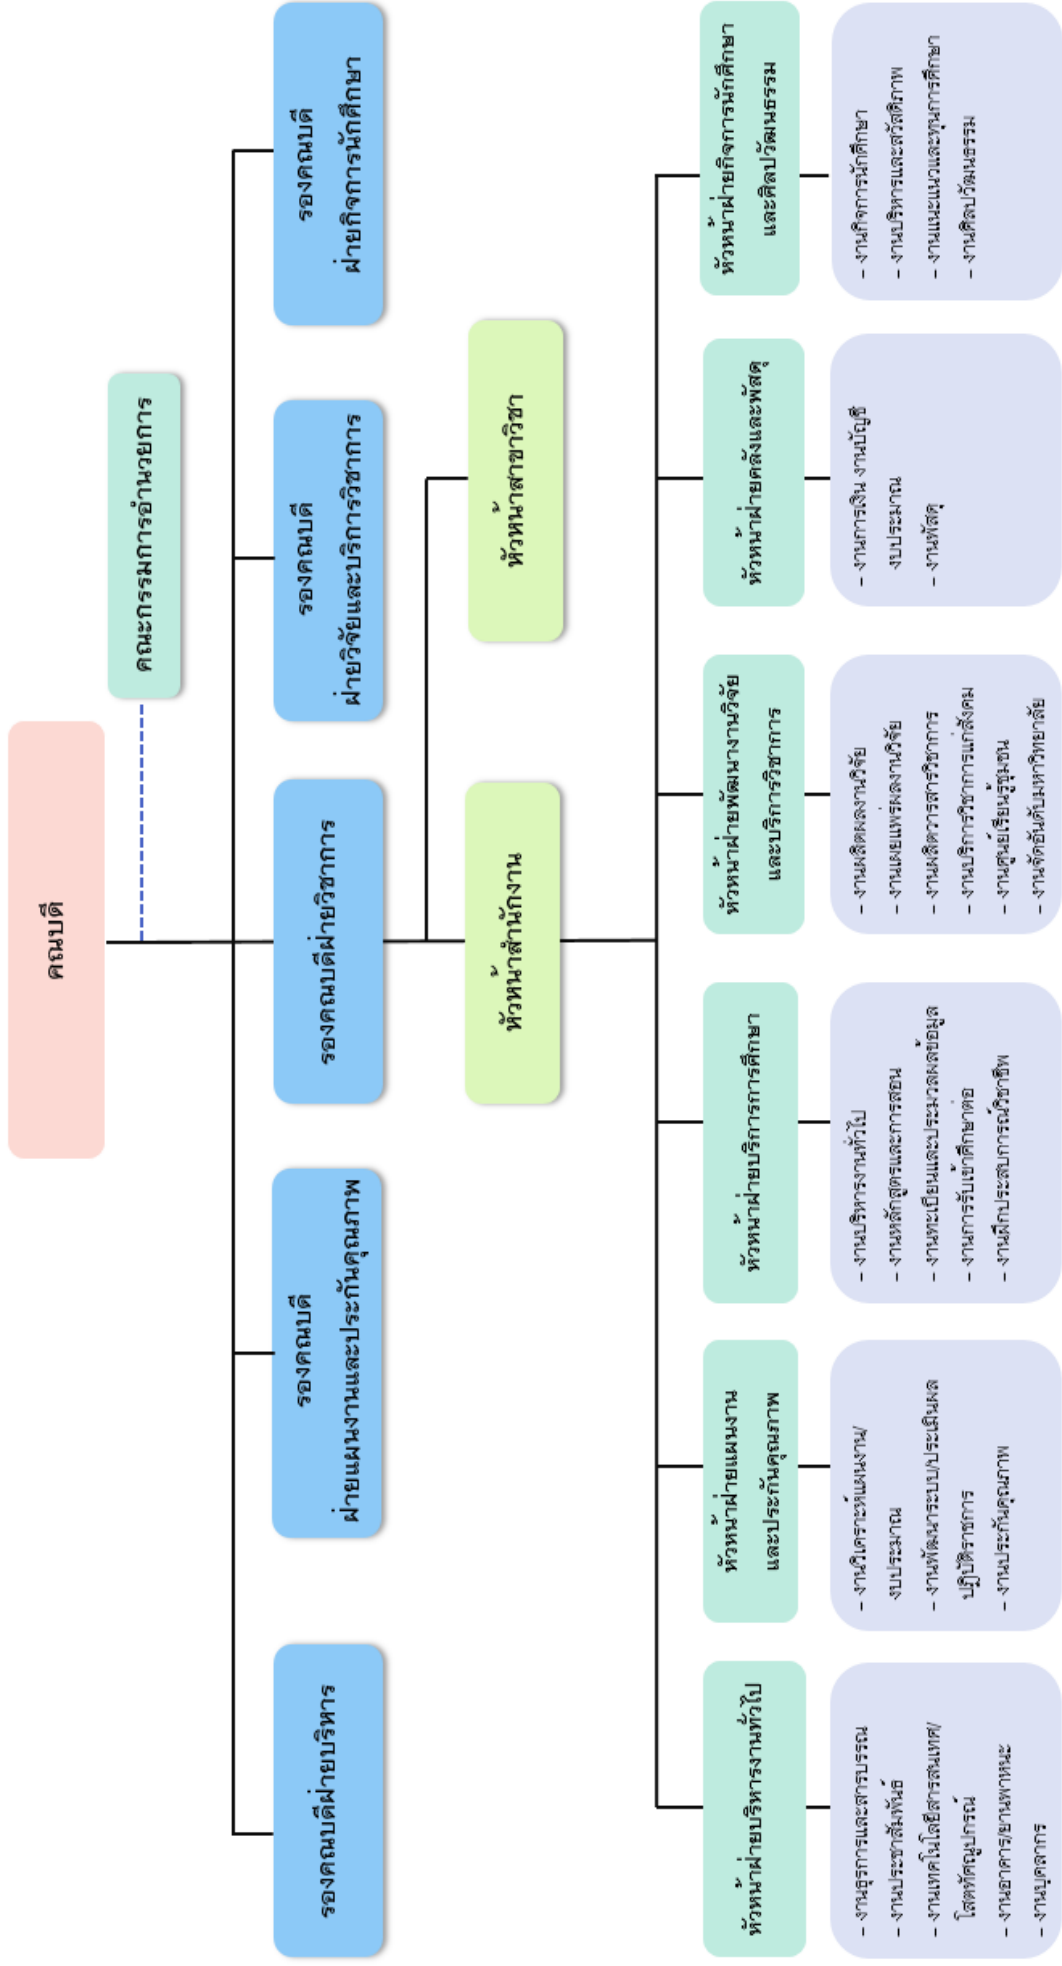 คณบดี
คณะกรรมการอำนวยการ
รองคณบดีฝ่ายบริหาร
รองคณบดี
ฝ่ายแผนงานและประกันคุณภาพ
รองคณบดีฝ่ายวิชาการ
รองคณบดี
ฝ่ายวิจัยและบริการวิชาการ
รองคณบดี
ฝ่ายกิจการนักศึกษา
หัวหน้าสำนักงาน
หัวหน้าสาขาวิชา
หัวหน้าฝ่ายบริหารงานทั่วไป
- งานธุรการและสารบรรณ
- งานประชาสัมพันธ์
- งานเทคโนโลยีสารสนเทศ/
โสตทัศณูปกรณ์
- งานอาคาร/ยานพาหนะ
- งานบุคลากร
หัวหน้าฝ่ายแผนงาน
และประกันคุณภาพ
- งานวิเคราะห์แผนงาน/
งบประมาณ
- งานพัฒนาระบบ/ประเมินผล
ปฏิบัติราชการ
- งานประกันคุณภาพ
หัวหน้าฝ่ายบริการการศึกษา
- งานบริหารงานทั่วไป
- งานหลักสูตรและการสอน
- งานทะเบียนและประมวลผลข้อมูล
- งานการรับเข้าศึกษาต่อ
- งานฝึกประสบการณ์วิชาชีพ
หัวหน้าฝ่ายพัฒนางานวิจัย
และบริการวิชาการ
- งานผลิตผลงานวิจัย
- งานเผยแพร่ผลงานวิจัย
- งานผลิตวารสารวิชาการ
- งานบริการวิชาการแก่สังคม
- งานศูนย์เรียนรู้ชุมชน
- งานจัดอันดับมหาวิทยาลัย
หัวหน้าฝ่ายคลังและพัสดุ
- งานการเงิน งานบัญชี
งบประมาณ
- งานพัสดุ
หัวหน้าฝ่ายกิจการนักศึกษา
และศิลปวัฒนธรรม
- งานกิจการนักศึกษา
- งานบริหารและสวัสดิภาพ
- งานแนะแนวและทุนการศึกษา
- งานศิลปวัฒนธรรม